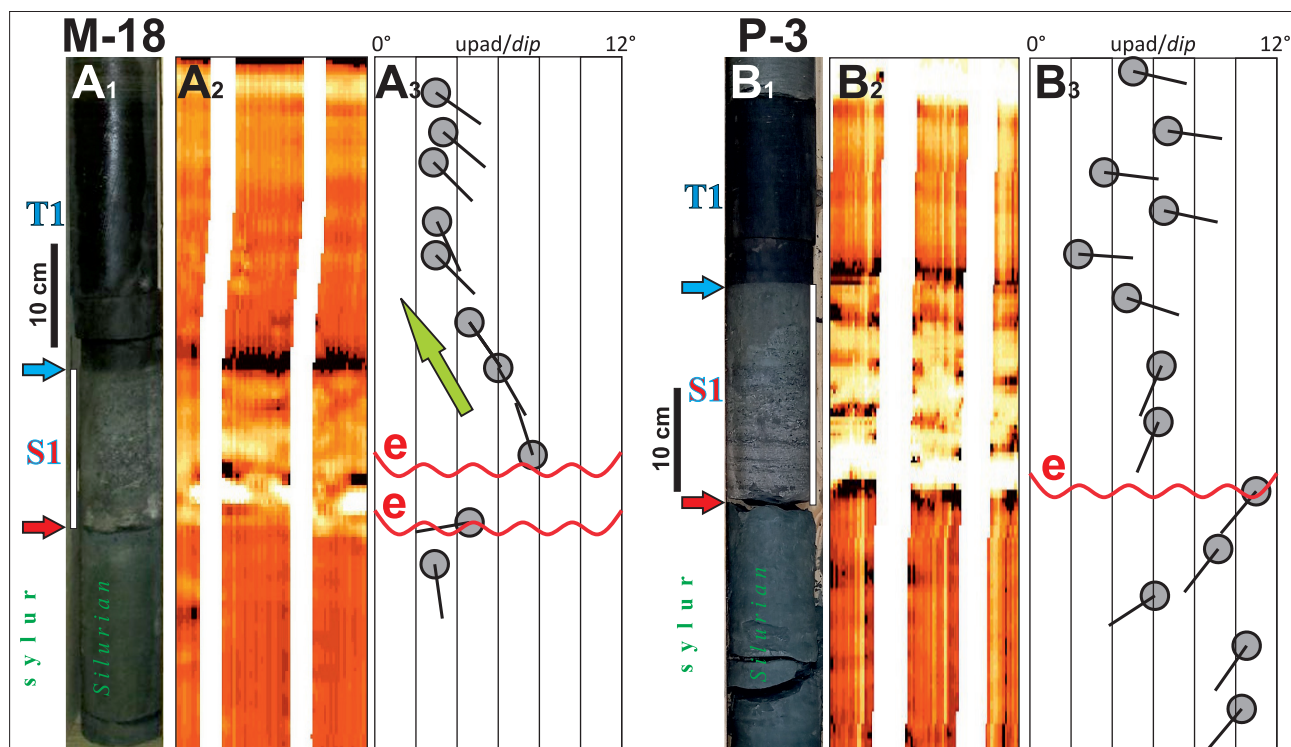 M-18
P-3
0° upad/dip 12°
0° upad/dip 12°
A1
A2
A3
B1
B2
B3
T1
10 cm
S1
sylur
Silurian
e
e
T1
S1
10 cm
sylur
Silurian
e